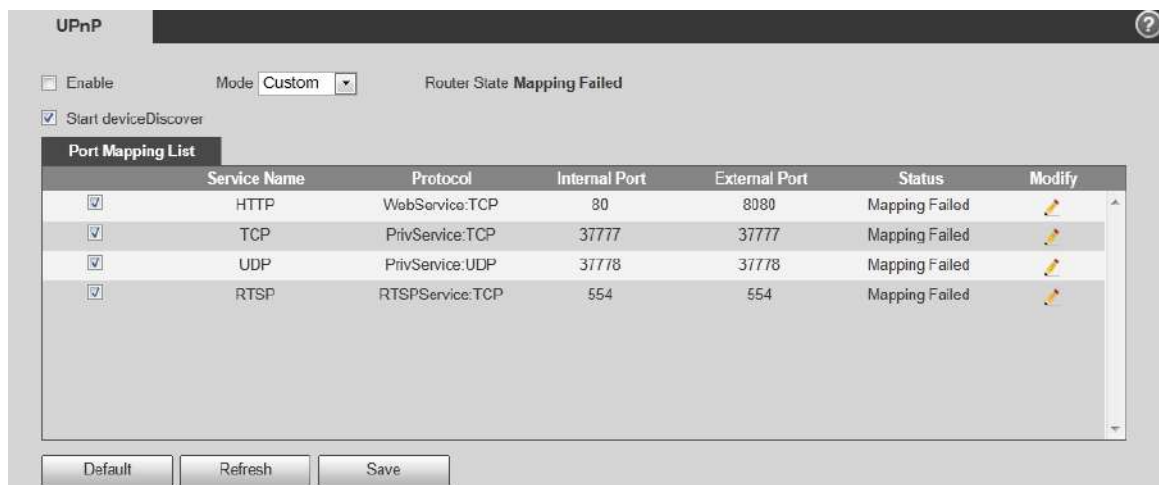 UPnP
?
Enable Mode Custom Router State Mapping Failed
Start deviceDiscover
Port Mapping List
Service Name Protocol Internal Port External Port Status Modify
HTTP WebService:TCP 80 8080 Mapping Failed
TCP PrivService:TCP 37777 37777 Mapping Failed
UDP PrivService:UDP 37778 37778 Mapping Failed
RTSP RTSPService:TCP 554 554 Mapping Failed
Default Refresh Save